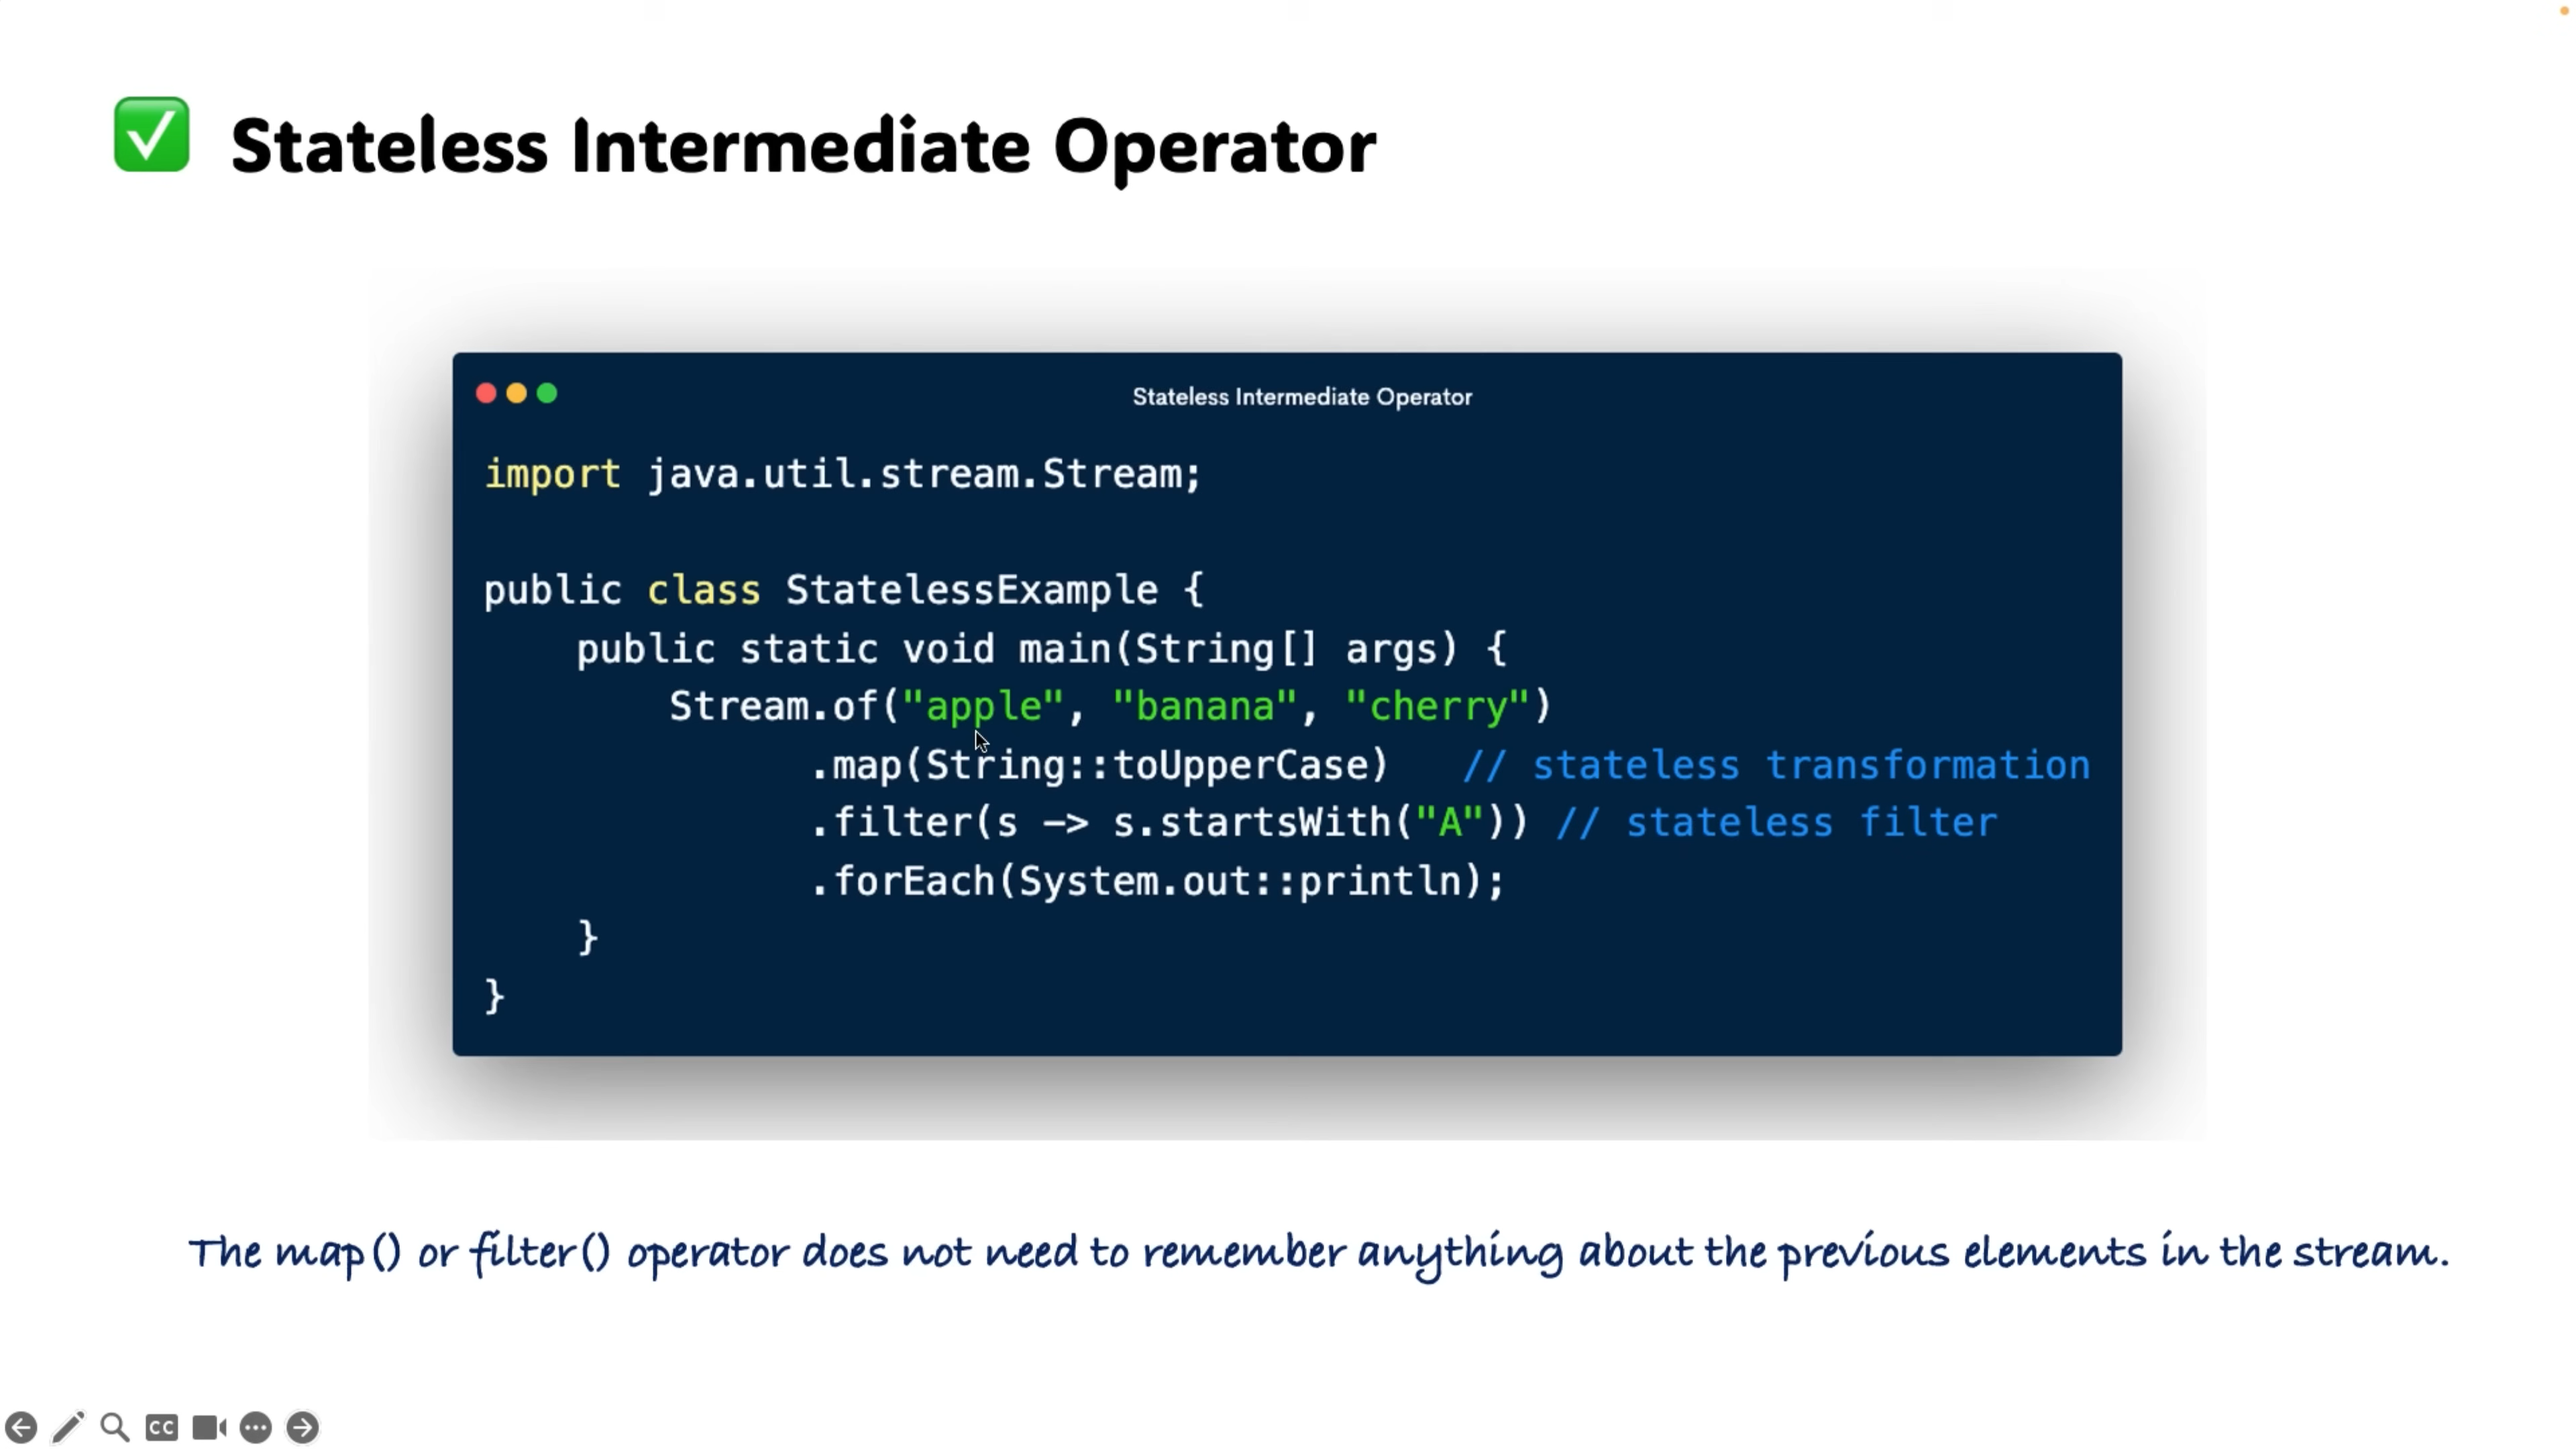 Stateless Intermediate Operator
Stateless Intermediate Operator
import java.util.stream.Stream;
public class StatelessExample {
public static void main(String[] args) {
Stream.of("apple", "banana", "cherry")
.map(String::toUpperCase) // stateless transformation
.filter(s -> s.startsWith("A")) // stateless filter
.forEach(System.out::println);
}
}
The map() or filter() operator does not need to remember anything about the previous elements in the stream.
CC